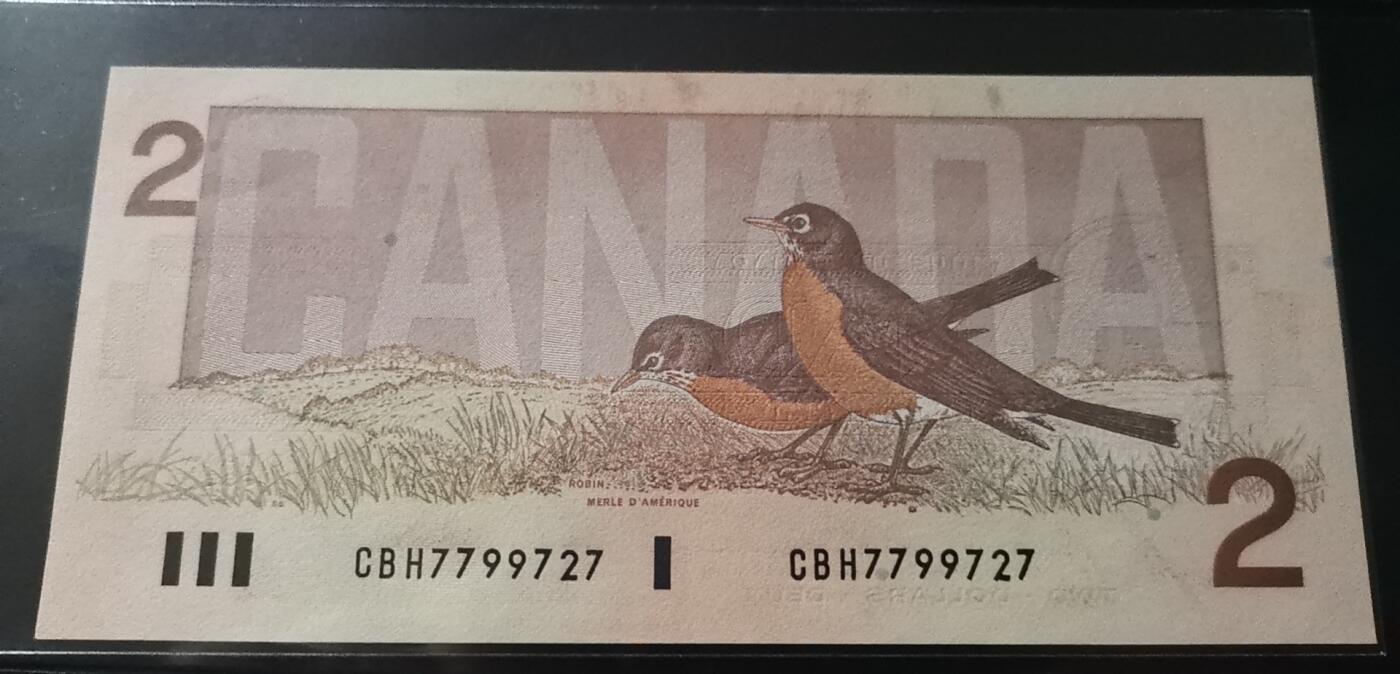 2
CANADA
ROBIN
MERLE D'AMÉRIQUE
CBH7799727 CBH7799727
2